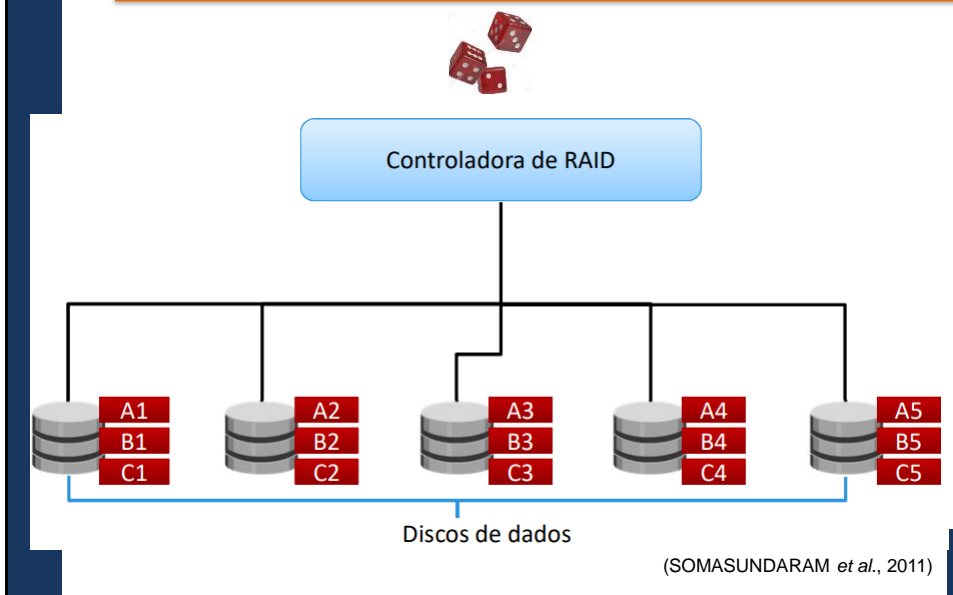 Controladora de RAID
A1 A2 A3 A4 A5
B1 B2 B3 B4 B5
C1 C2 C3 C4 C5
Discos de dados
(SOMASUNDARAM et al., 2011)